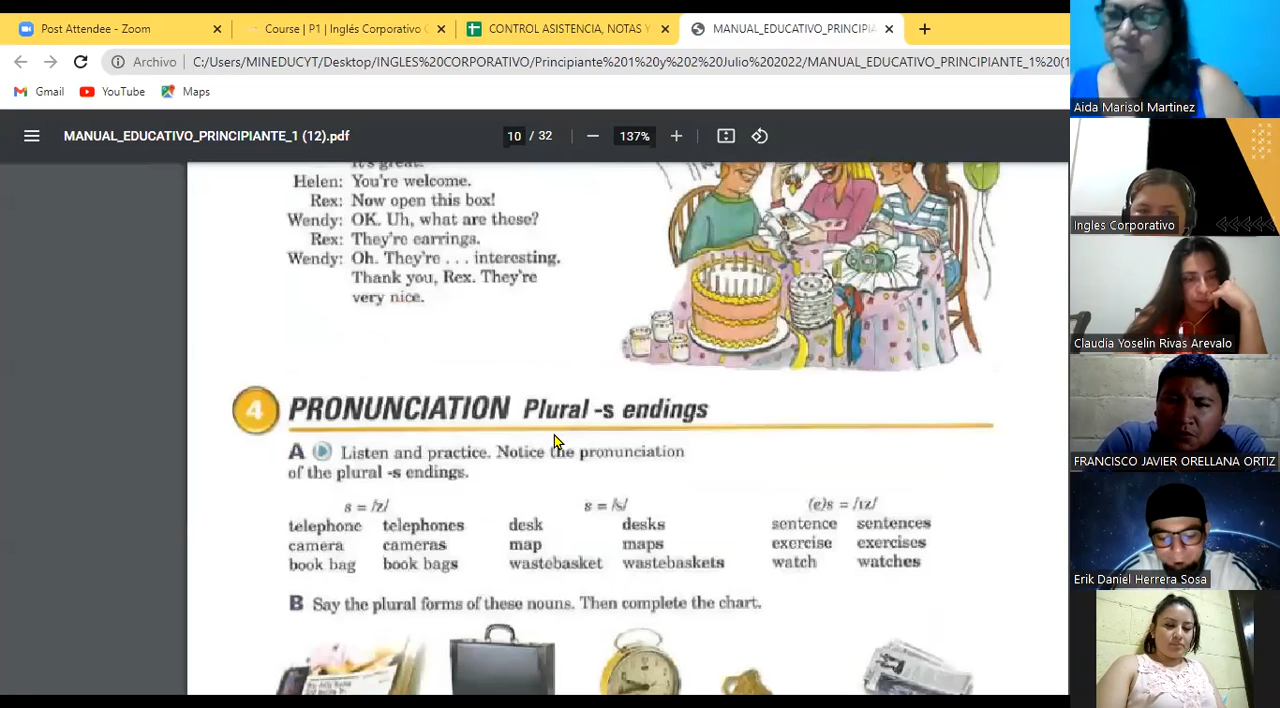 Post Attendee - Zoom
Course | P1 | Inglés Corporativo
CONTROL ASISTENCIA, NOTAS Y
MANUAL_EDUCATIVO_PRINCIPIA
Archivo
C:/Users/MINEDUCYT/Desktop/INGLES%20CORPORATIVO/Principiante%201%20y%202%20Julio%202022/MANUAL_EDUCATIVO_PRINCIPIANTE_1%20(1
Gmail
YouTube
Maps
MANUAL_EDUCATIVO_PRINCIPIANTE_1 (12).pdf
10 / 32
137%
It's great.
Helen: You're welcome.
Rex: Now open this box!
Wendy: OK. Uh, what are these?
Rex: They're earrings.
Wendy: Oh. They're . . . interesting.
Thank you, Rex. They're
very nice.
4 PRONUNCIATION Plural -s endings
A Listen and practice. Notice the pronunciation
of the plural -s endings.
s = /z/ s = /s/ (e)s = /ɪz/
telephone telephones desk desks sentence sentences
camera cameras map maps exercise exercises
book bag book bags wastebasket wastebaskets watch watches
B Say the plural forms of these nouns. Then complete the chart.
Aida Marisol Martinez
Ingles Corporativo
Claudia Yoselin Rivas Arevalo
FRANCISCO JAVIER ORELLANA ORTIZ
Erik Daniel Herrera Sosa